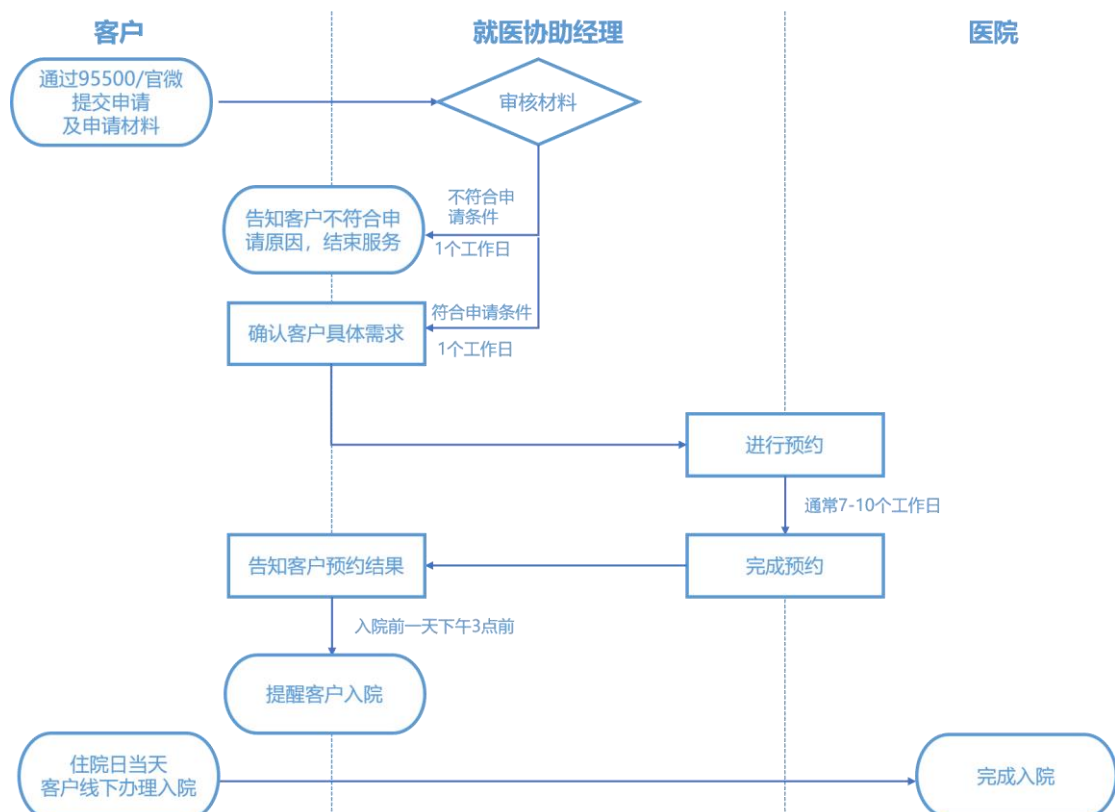 客户
就医协助经理
医院
通过95500/官微
提交申请
及申请材料
审核材料
不符合申
请条件
告知客户不符合申
请原因，结束服务
1个工作日
符合申请条件
确认客户具体需求
1个工作日
进行预约
通常7-10个工作日
告知客户预约结果
完成预约
入院前一天下午3点前
提醒客户入院
住院日当天
客户线下办理入院
完成入院